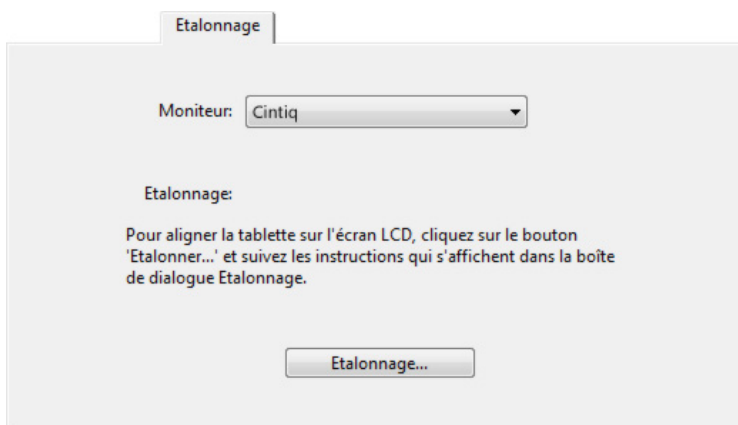 Etalonnage
Moniteur: Cintiq
Etalonnage:
Pour aligner la tablette sur l'écran LCD, cliquez sur le bouton
'Etalonner...' et suivez les instructions qui s'affichent dans la boîte
de dialogue Etalonnage.
Etalonnage...